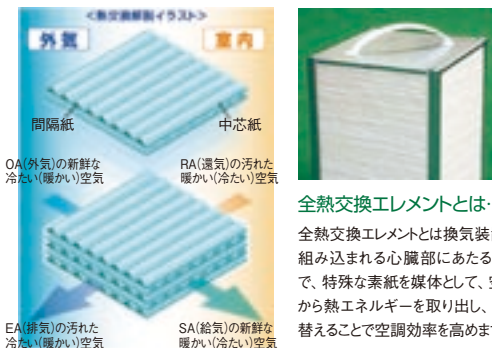 <熱交換解説イラスト>
外気
室内
間隔紙
中芯紙
OA(外気)の新鮮な
冷たい(暖かい)空気
RA(還気)の汚れた
暖かい(冷たい)空気
EA(排気)の汚れた
冷たい(暖かい)空気
SA(給気)の新鮮な
暖かい(冷たい)空気
全熱交換エレメントとは…
全熱交換エレメントとは換気装
組み込まれる心臓部にあたる
で、特殊な素紙を媒体として、
から熱エネルギーを取り出し、
替えることで空調効率を高めま